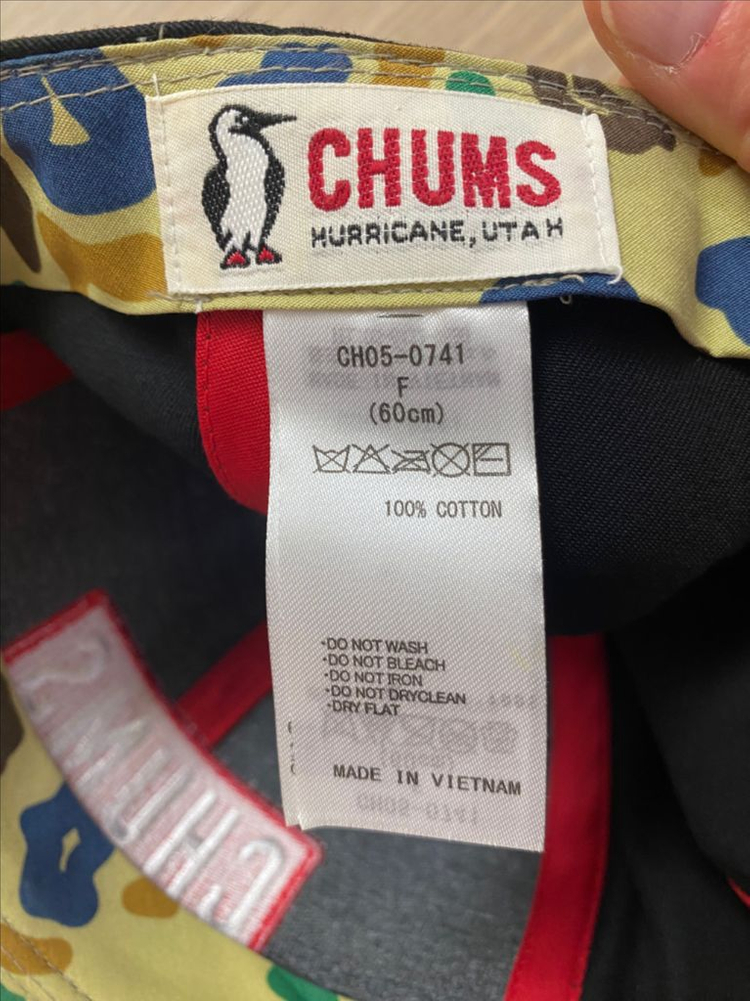 CHUMS
HURRICANE, UTAH
CH05-0741
F
(60cm)
100% COTTON
・DO NOT WASH
・DO NOT BLEACH
・DO NOT IRON
・DO NOT DRYCLEAN
・DRY FLAT
MADE IN VIETNAM
CHUMS